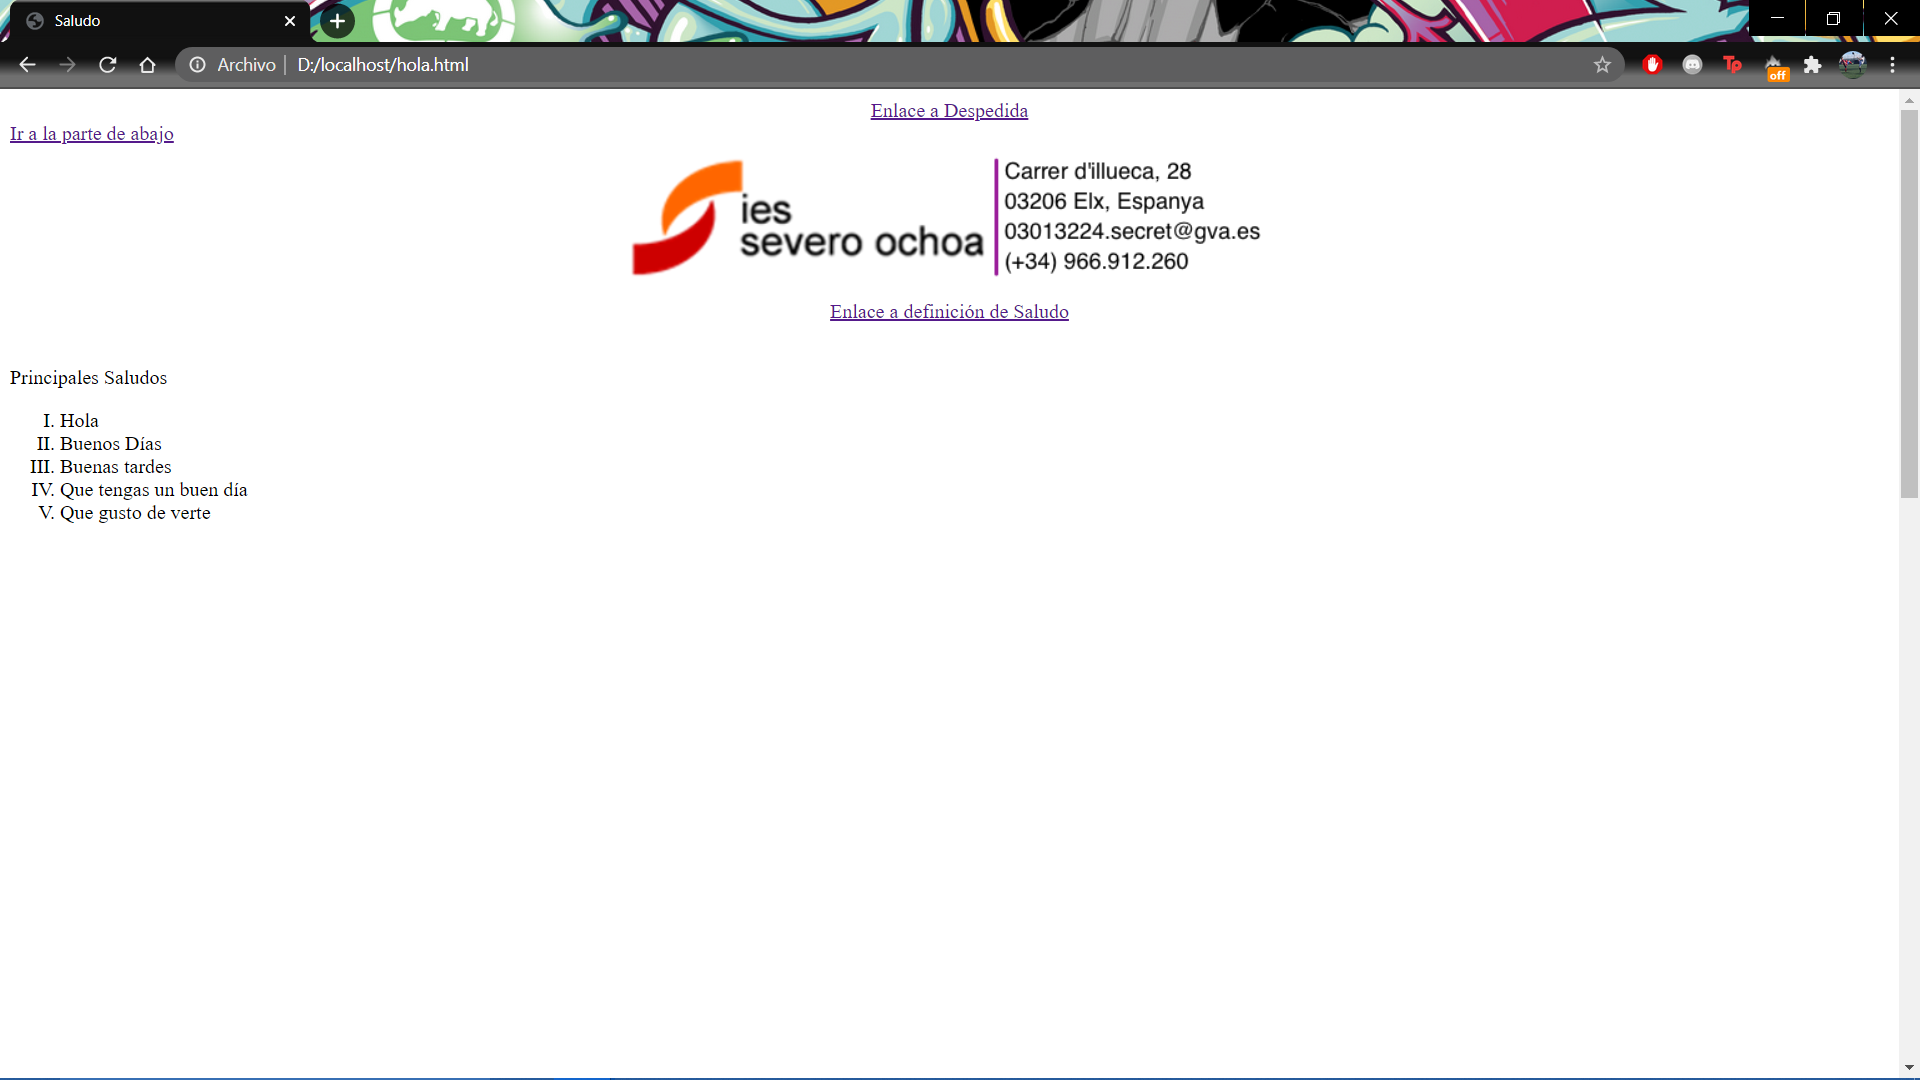 Saludo
Archivo D:/localhost/hola.html
Tp
off
Enlace a Despedida
Ir a la parte de abajo
ies
severo ochoa
Carrer d'illueca, 28
03206 Elx, Espanya
03013224.secret@gva.es
(+34) 966.912.260
Enlace a definición de Saludo
Principales Saludos
I. Hola
II. Buenos Días
III. Buenas tardes
IV. Que tengas un buen día
V. Que gusto de verte